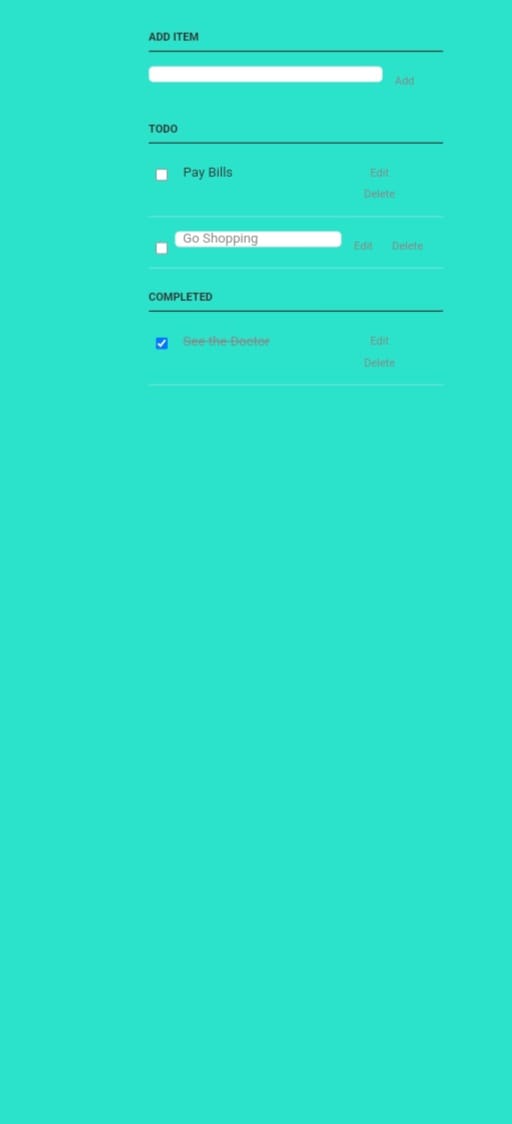 ADD ITEM
Add
TODO
Pay Bills
Edit
Delete
Go Shopping Edit Delete
COMPLETED
See the Doctor
Edit
Delete